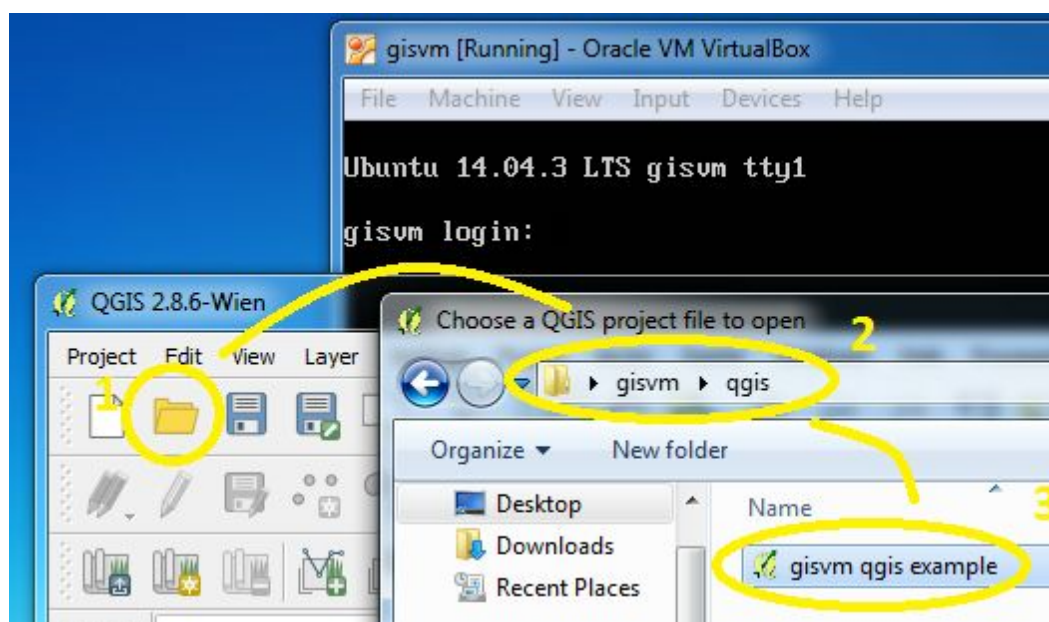 gisvm [Running] - Oracle VM VirtualBox
File Machine View Input Devices Help
Ubuntu 14.04.3 LTS gisvm tty1
gisvm login:
QGIS 2.8.6-Wien
Project Edit View Layer
1
Choose a QGIS project file to open
2
gisvm qgis
Organize New folder
Desktop
Downloads
Recent Places
Name
3
gisvm qgis example